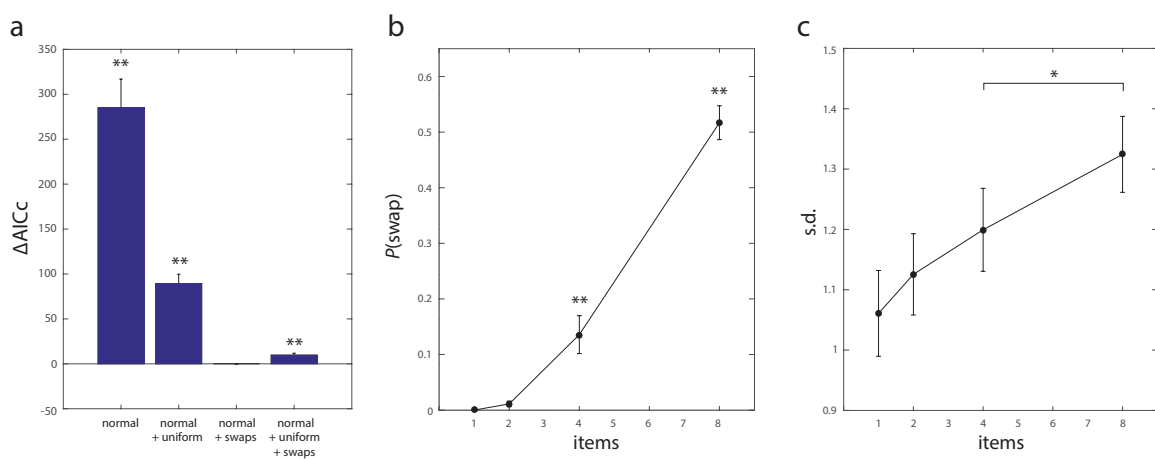 a
350
300
250
200
150
100
50
0
-50
ΔAICc
**
**
**
normal
normal
+ uniform
normal
+ swaps
normal
+ uniform
+ swaps
b
0.6
0.5
0.4
0.3
0.2
0.1
0
P(swap)
**
**
1 2 3 4 5 6 7 8
items
c
1.5
1.4
1.3
1.2
1.1
1
0.9
s.d.
*
1 2 3 4 5 6 7 8
items